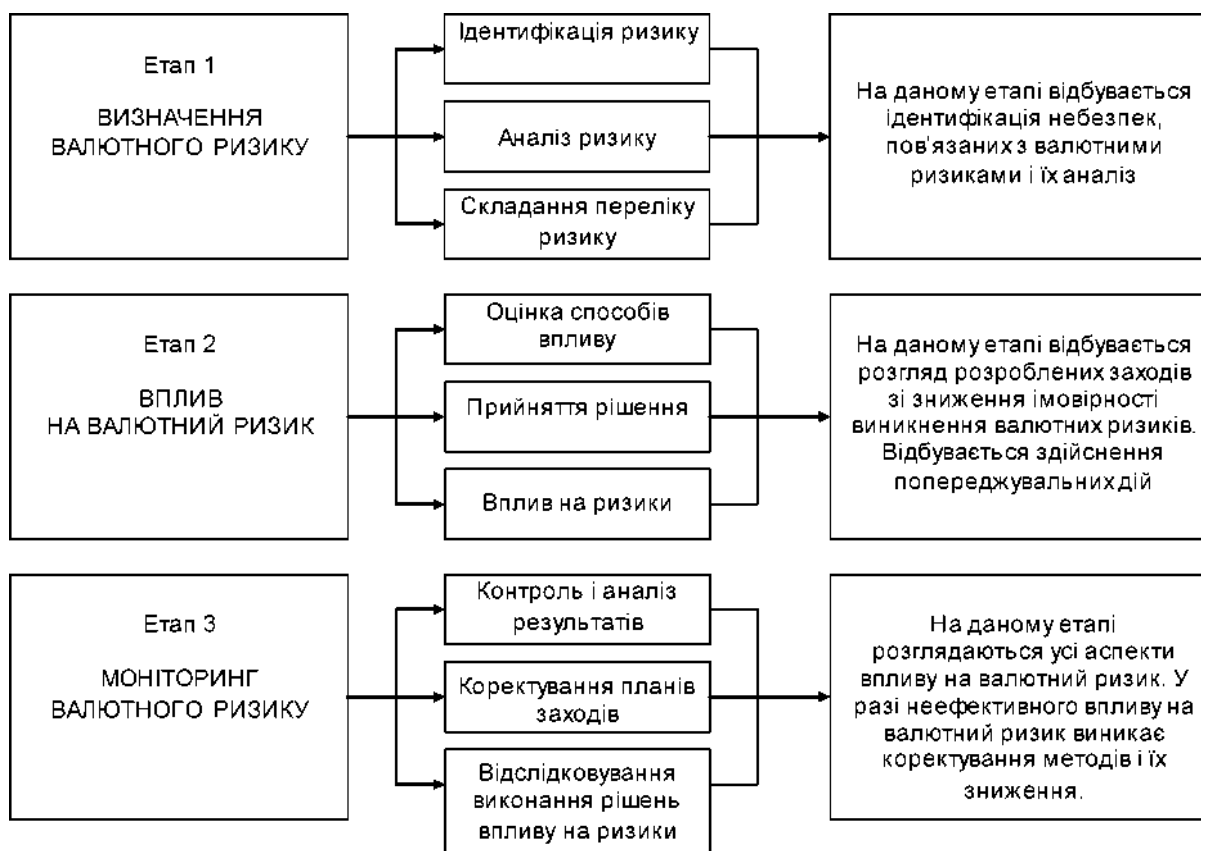 Етап 1
ВИЗНАЧЕННЯ
ВАЛЮТНОГО РИЗИКУ
Ідентифікація ризику
Аналіз ризику
Складання переліку
ризику
На даному етапі відбувається
ідентифікація небезпек,
пов'язаних з валютними
ризиками і їх аналіз
Етап 2
ВПЛИВ
НА ВАЛЮТНИЙ РИЗИК
Оцінка способів
впливу
Прийняття рішення
Вплив на ризики
На даному етапі відбувається
розгляд розроблених заходів
зі зниження імовірності
виникнення валютних ризиків.
Відбувається здійснення
попереджувальних дій
Етап 3
МОНІТОРИНГ
ВАЛЮТНОГО РИЗИКУ
Контроль і аналіз
результатів
Коректування планів
заходів
Відслідковування
виконання рішень
впливу на ризики
На даному етапі
розглядаються усі аспекти
впливу на валютний ризик. У
разі неефективного впливу на
валютний ризик виникає
коректування методів і їх
зниження.